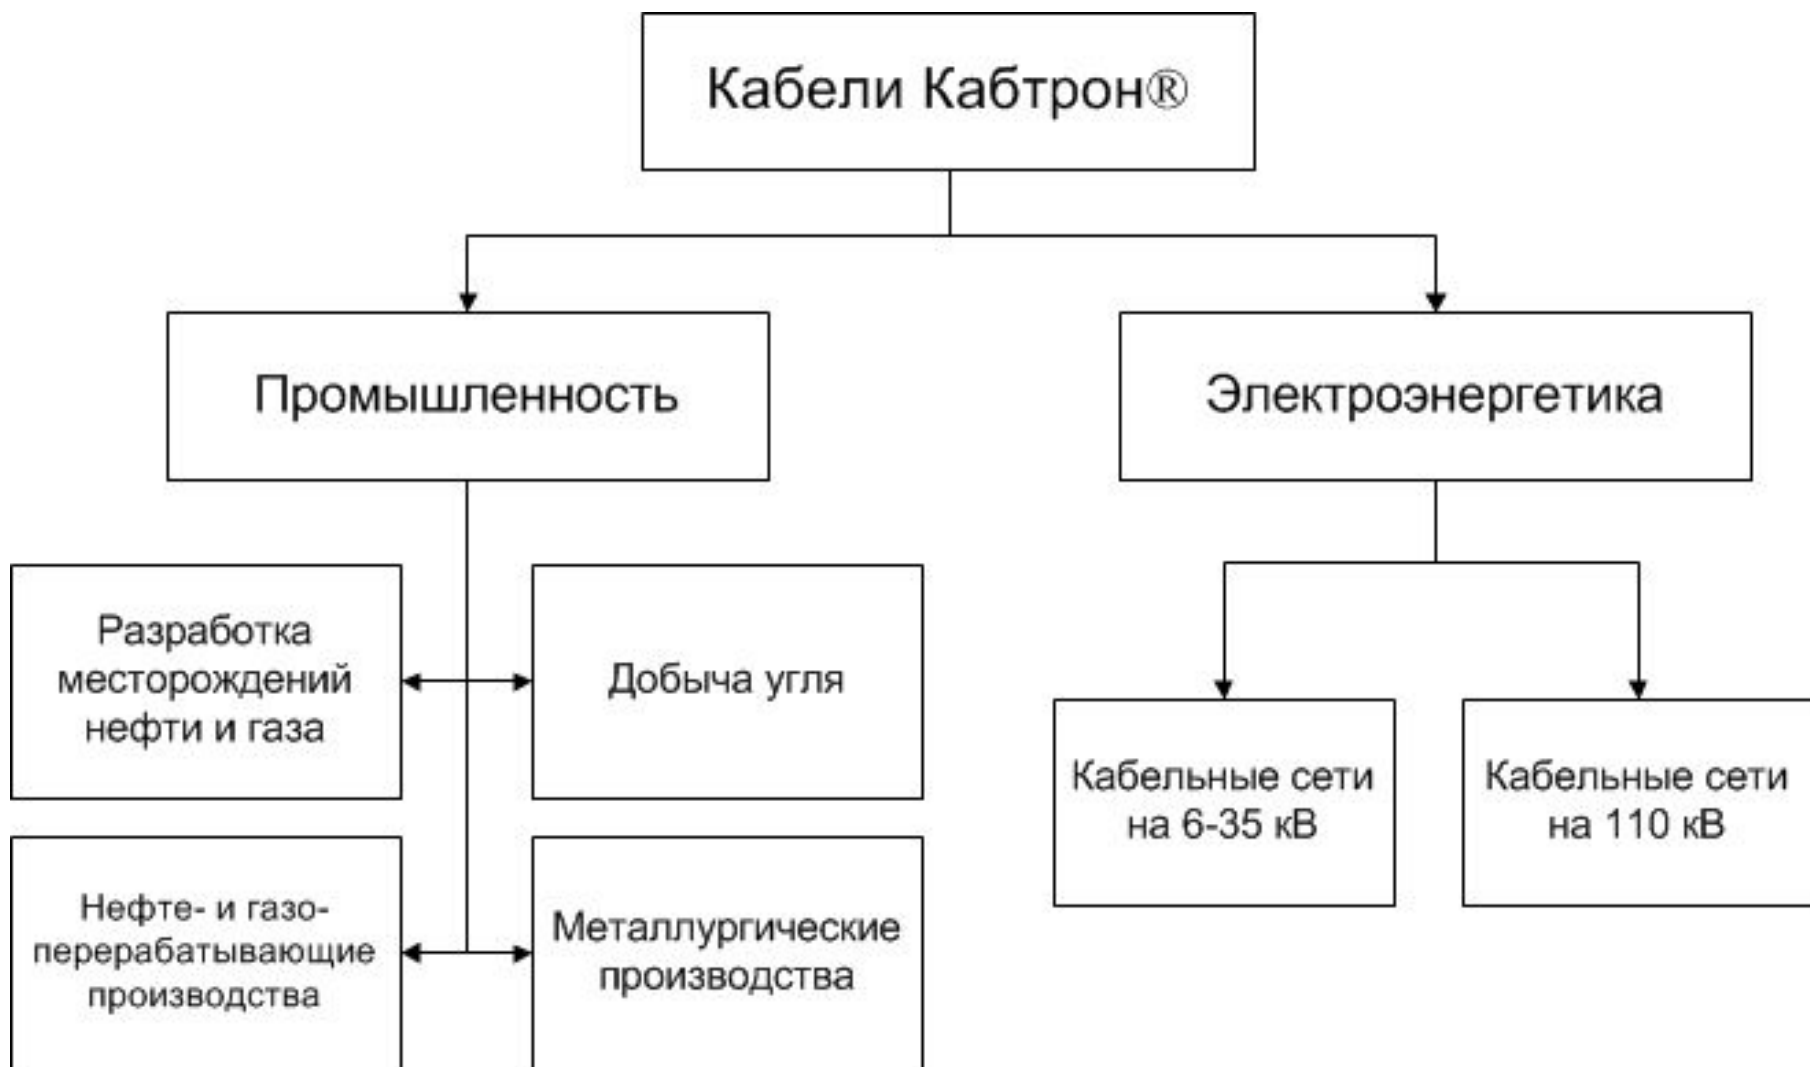 Кабели Кабтрон®
Промышленность
Электроэнергетика
Разработка
месторождений
нефти и газа
Добыча угля
Кабельные сети
на 6-35 кВ
Кабельные сети
на 110 кВ
Нефте- и газо-
перерабатывающие
производства
Металлургические
производства